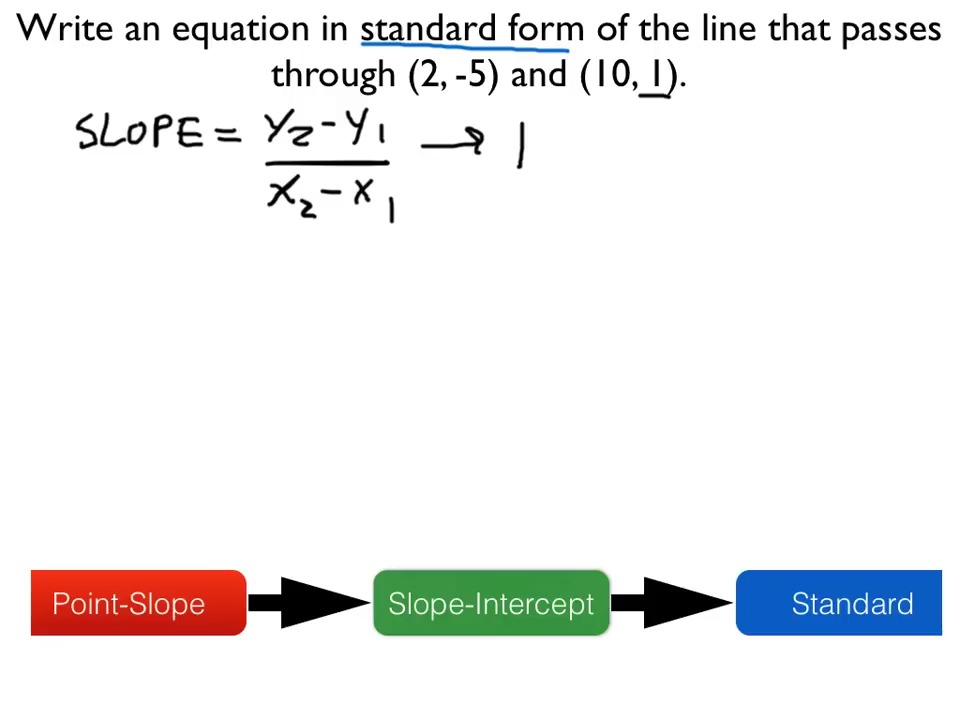 Write an equation in standard form of the line that passes
through (2, -5) and (10, 1).
SLOPE = y₂ - y₁ / x₂ - x₁ → 1
Point-Slope Slope-Intercept Standard